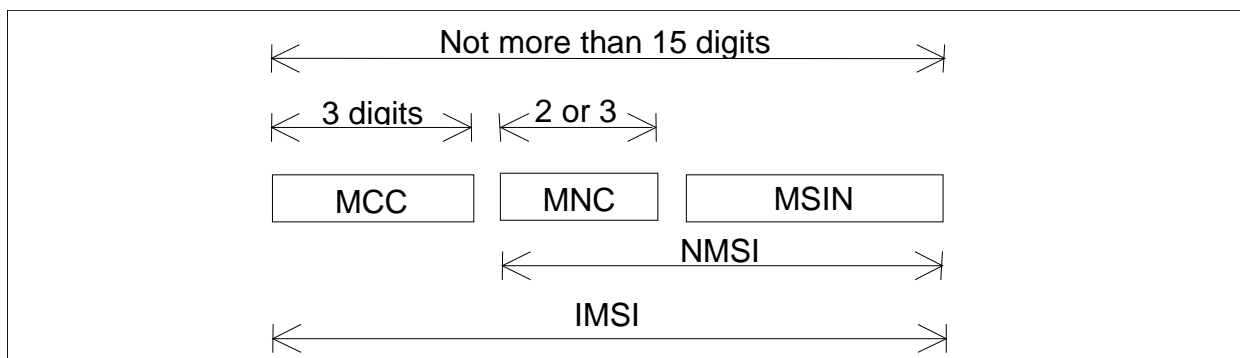 Not more than 15 digits
3 digits 2 or 3
MCC MNC MSIN
NMSI
IMSI